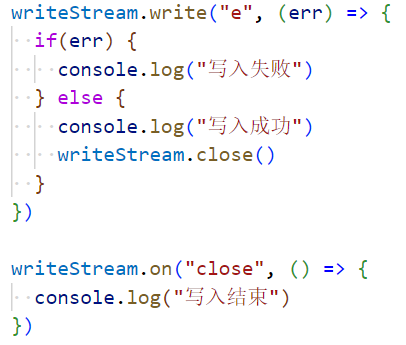 writeStream.write("e", (err) => {
  if(err) {
    console.log("写入失败")
  } else {
    console.log("写入成功")
    writeStream.close()
  }
})

writeStream.on("close", () => {
  console.log("写入结束")
})